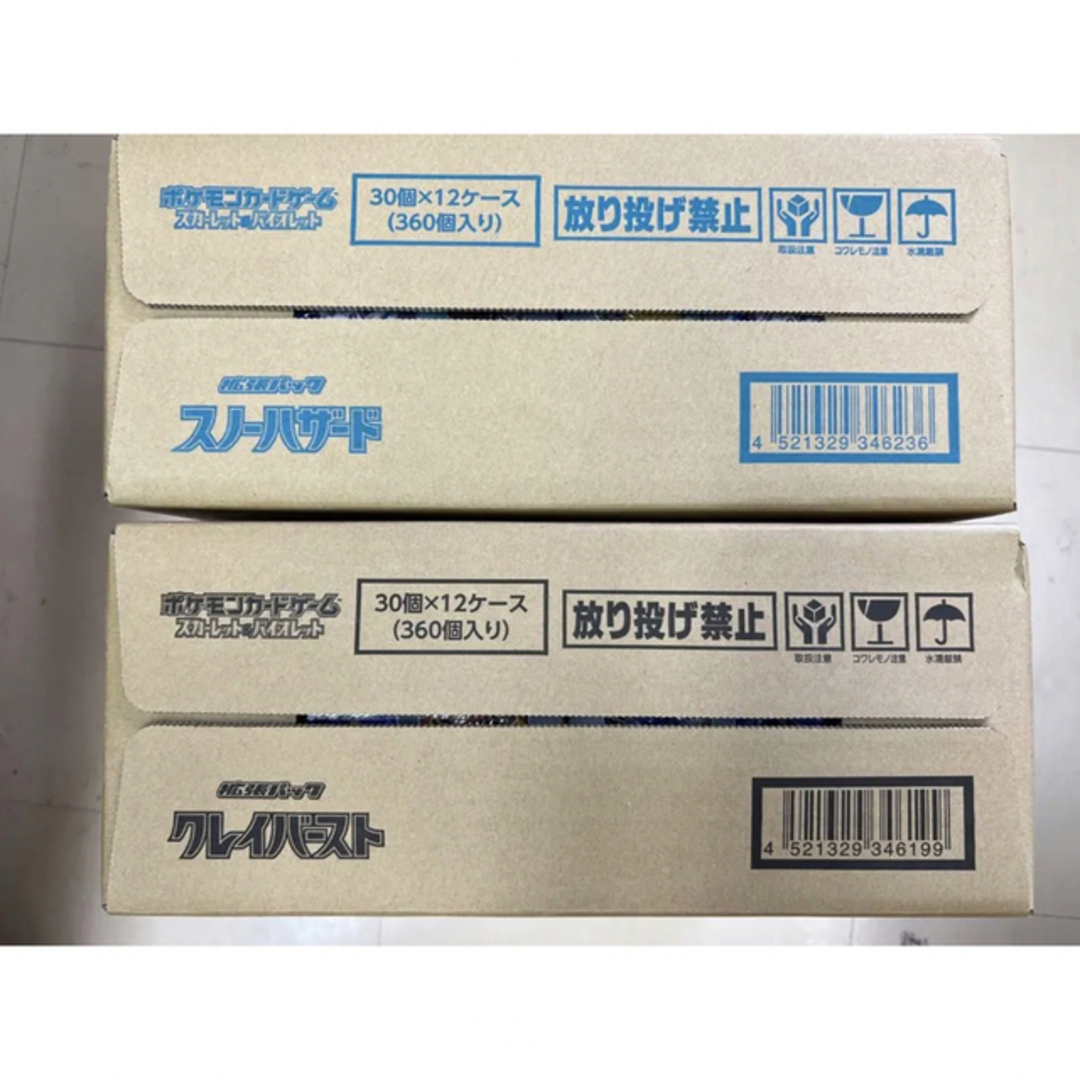 ポケモンカードゲーム
スカーレット&バイオレット
30個×12ケース
(360個入り)
放り投げ禁止
取扱注意
コワレモノ注意
水濡厳禁
拡張パック
スノーハザード
4 521329 346236
ポケモンカードゲーム
スカーレット&バイオレット
30個×12ケース
(360個入り)
放り投げ禁止
取扱注意
コワレモノ注意
水濡厳禁
拡張パック
クレイバースト
4 521329 346199